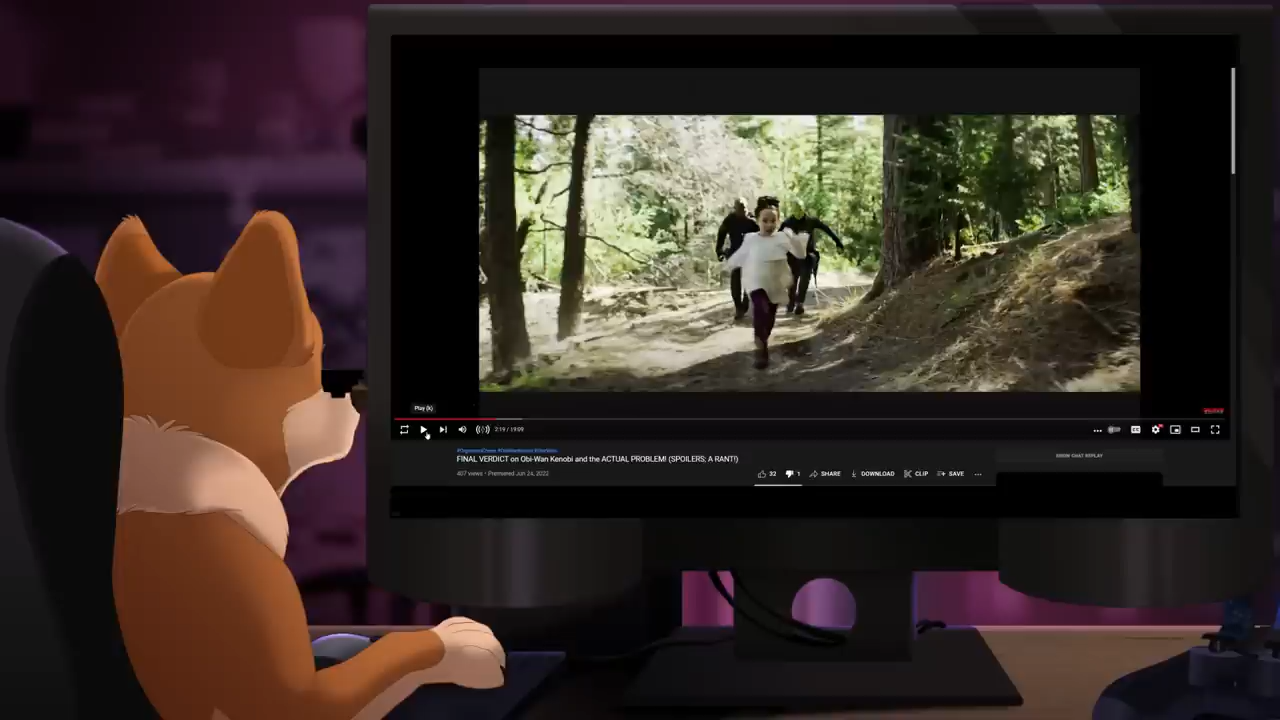 Play (k)
2:19 / 19:09
FINAL VERDICT on Obi-Wan Kenobi and the ACTUAL PROBLEM! (SPOILERS; A RANT!)
SHOW CHAT REPLAY
407 views • Premiered Jun 24, 2022
32 1 SHARE DOWNLOAD CLIP SAVE